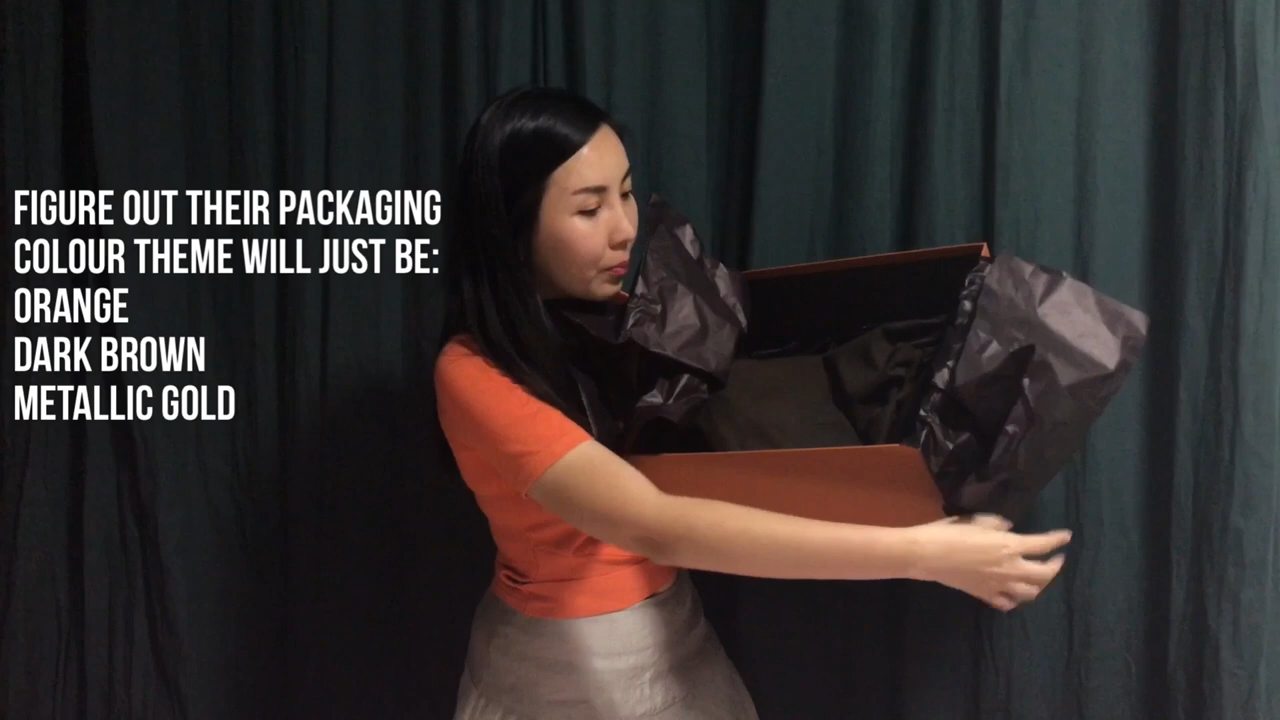 FIGURE OUT THEIR PACKAGING
COLOUR THEME WILL JUST BE:
ORANGE
DARK BROWN
METALLIC GOLD